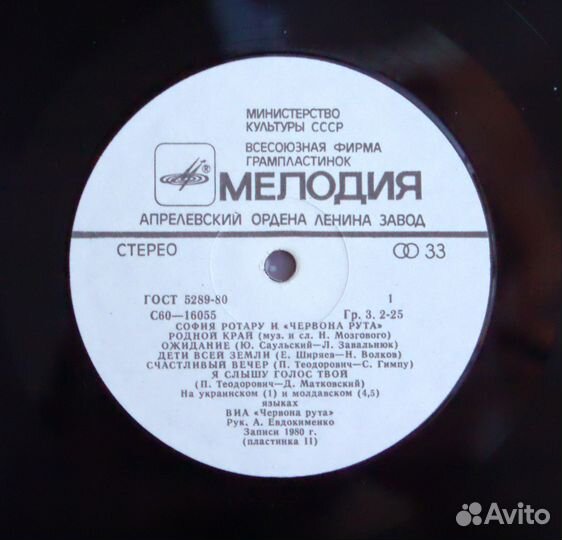 МИНИСТЕРСТВО
КУЛЬТУРЫ СССР
ВСЕСОЮЗНАЯ ФИРМА
ГРАМПЛАСТИНОК
®
МЕЛОДИЯ
АПРЕЛЕВСКИЙ ОРДЕНА ЛЕНИНА ЗАВОД
СТЕРЕО 33
ГОСТ 5289-80 1
С60—16055 Гр. 3. 2-25
СОФИЯ РОТАРУ И «ЧЕРВОНА РУТА»
РОДНОЙ КРАЙ (муз. и сл. Н. Мозгового)
ОЖИДАНИЕ (Ю. Саульский—Л. Завальнюк)
ДЕТИ ВСЕЙ ЗЕМЛИ (Е. Ширяев—Н. Волков)
СЧАСТЛИВЫЙ ВЕЧЕР (П. Теодорович—С. Гимпу)
Я СЛЫШУ ГОЛОС ТВОЙ
(П. Теодорович—Д. Матковский)
На украинском (1) и молдавском (4,5)
языках
ВИА «Червона рута»
Рук. А. Евдокименко
Записи 1980 г.
(пластинка II)
Avito